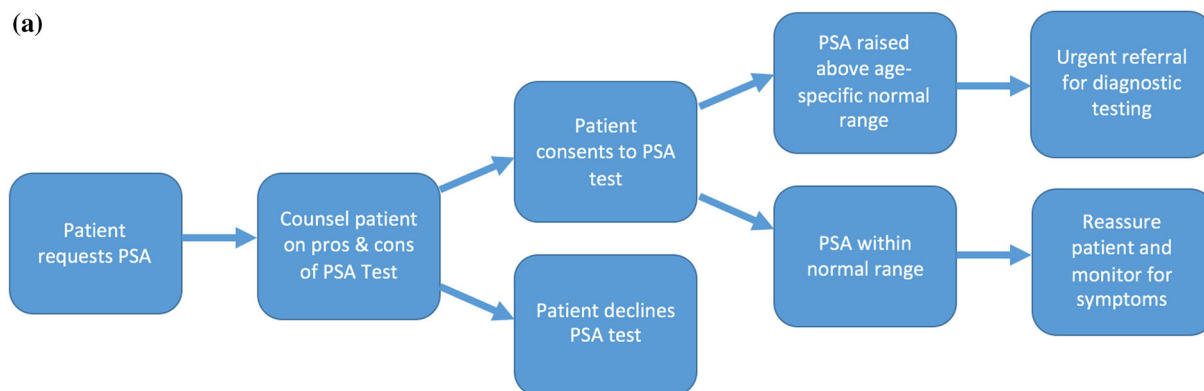 (a)
Patient
requests PSA
Counsel patient
on pros & cons
of PSA Test
Patient
consents to PSA
test
Patient declines
PSA test
PSA raised
above age-
specific normal
range
Urgent referral
for diagnostic
testing
PSA within
normal range
Reassure
patient and
monitor for
symptoms